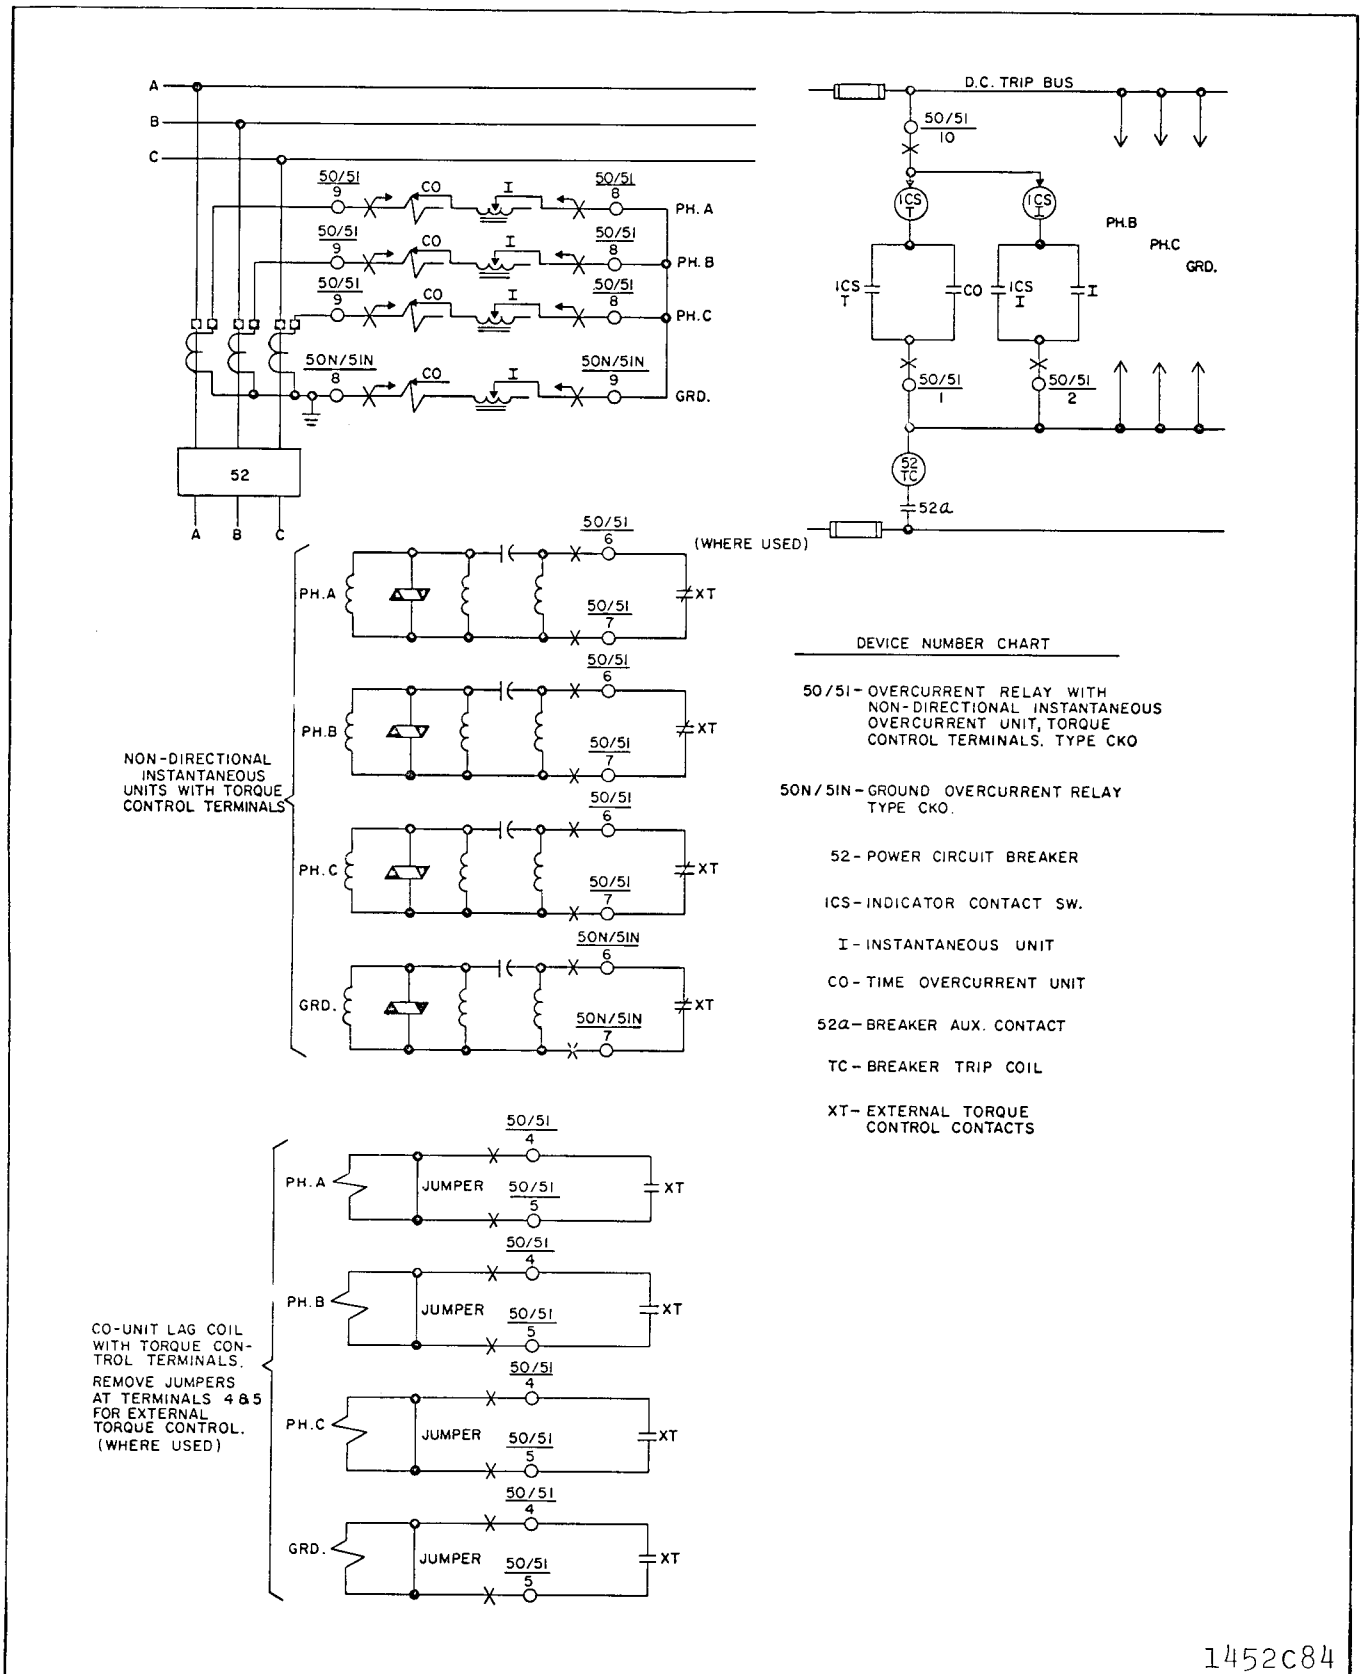 A
B
C
50/51
9
CO
I
50/51
8
PH.A
50/51
9
CO
I
50/51
8
PH.B
50/51
9
CO
I
50/51
8
PH.C
50N/51N
8
CO
I
50N/51N
9
GRD.
52
A B C
D.C. TRIP BUS
50/51
10
ICS
T
ICS
I
PH.B
PH.C
GRD.
ICS
T
CO
ICS
I
I
50/51
1
50/51
2
52
TC
52a
(WHERE USED)
NON-DIRECTIONAL
INSTANTANEOUS
UNITS WITH TORQUE
CONTROL TERMINALS
PH.A
50/51
6
XT
50/51
7
PH.B
50/51
6
XT
50/51
7
PH.C
50/51
6
XT
50/51
7
GRD.
50N/51N
6
XT
50N/51N
7
DEVICE NUMBER CHART
50/51- OVERCURRENT RELAY WITH
NON-DIRECTIONAL INSTANTANEOUS
OVERCURRENT UNIT, TORQUE
CONTROL TERMINALS. TYPE CKO
50N/51N- GROUND OVERCURRENT RELAY
TYPE CKO.
52- POWER CIRCUIT BREAKER
ICS- INDICATOR CONTACT SW.
I- INSTANTANEOUS UNIT
CO- TIME OVERCURRENT UNIT
52a- BREAKER AUX. CONTACT
TC- BREAKER TRIP COIL
XT- EXTERNAL TORQUE
CONTROL CONTACTS
CO-UNIT LAG COIL
WITH TORQUE CON-
TROL TERMINALS.
REMOVE JUMPERS
AT TERMINALS 4&5
FOR EXTERNAL
TORQUE CONTROL.
(WHERE USED)
PH.A
50/51
4
JUMPER
XT
50/51
5
PH.B
50/51
4
JUMPER
XT
50/51
5
PH.C
50/51
4
JUMPER
XT
50/51
5
GRD.
50/51
4
JUMPER
XT
50/51
5
1452C84